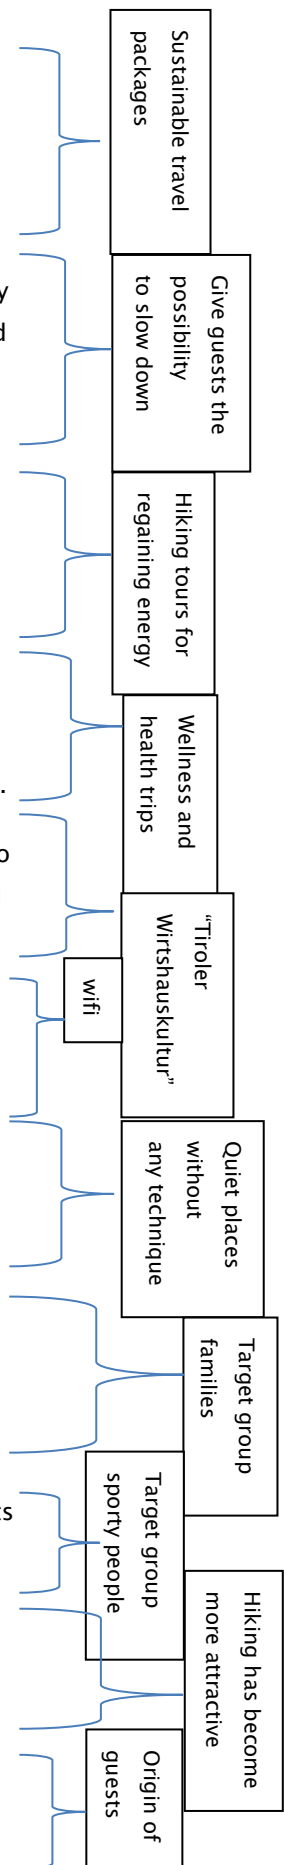 Sustainable travel
packages
Give guests the
possibility
to slow down
Hiking tours for
regaining energy
Wellness and
health trips
“Tiroler
Wirtshauskultur”
wifi
Quiet places
without
any technique
Target group
families
Target group
sporty people
Hiking has become
more attractive
Origin of
guests